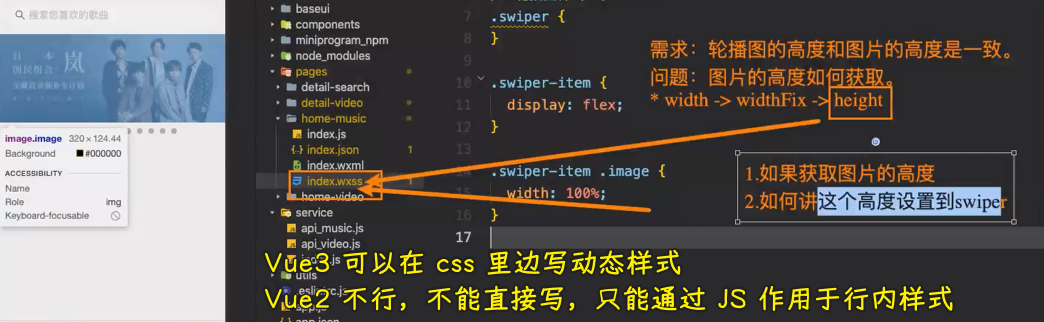 搜索您喜欢的歌曲
日本
国民组合
岚
image.image 320 × 124.44
Background #000000
ACCESSIBILITY
Name
Role img
Keyboard-focusable
baseui
components
miniprogram_npm
node_modules
pages
detail-search
detail-video
home-music
index.js
index.json 1
index.wxml
index.wxss 1
home-video
service
api_music.js
api_video.js
utils
7 .swiper {
8 }
9
10 .swiper-item {
11 display: flex;
12 }
13
14 .swiper-item .image {
15 width: 100%;
16 }
17
需求：轮播图的高度和图片的高度是一致。
问题：图片的高度如何获取。
* width -> widthFix -> height
1.如果获取图片的高度
2.如何讲这个高度设置到swiper
Vue3 可以在 css 里边写动态样式
Vue2 不行，不能直接写，只能通过 JS 作用于行内样式